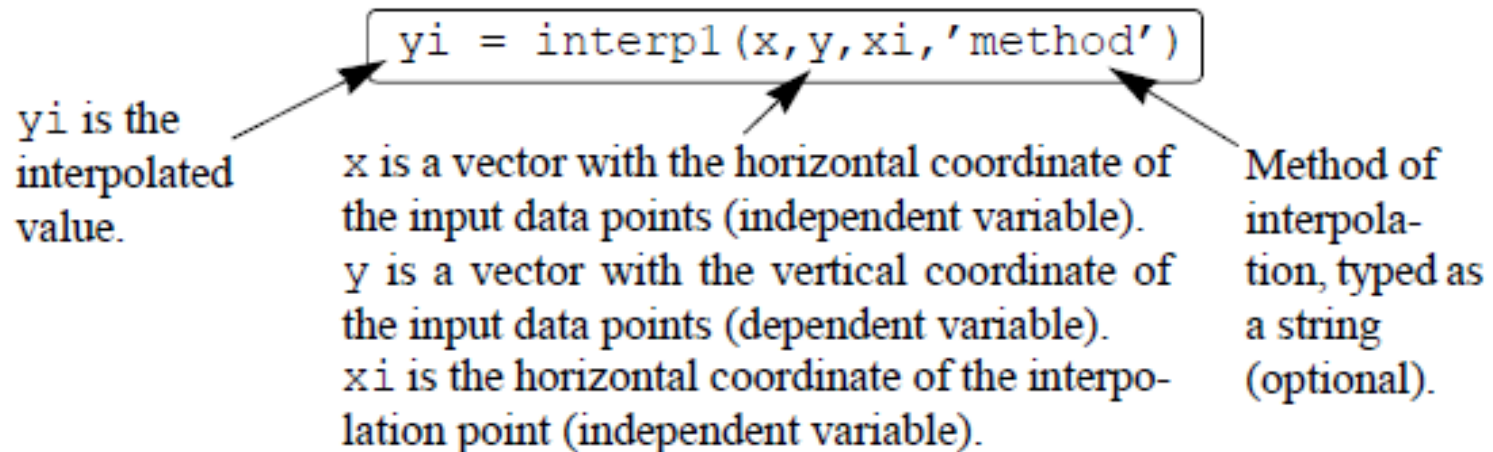 yi = interp1(x,y,xi,’method’)
yi is the
interpolated
value.
x is a vector with the horizontal coordinate of
the input data points (independent variable).
y is a vector with the vertical coordinate of
the input data points (dependent variable).
xi is the horizontal coordinate of the interpo-
lation point (independent variable).
Method of
interpola-
tion, typed as
a string
(optional).